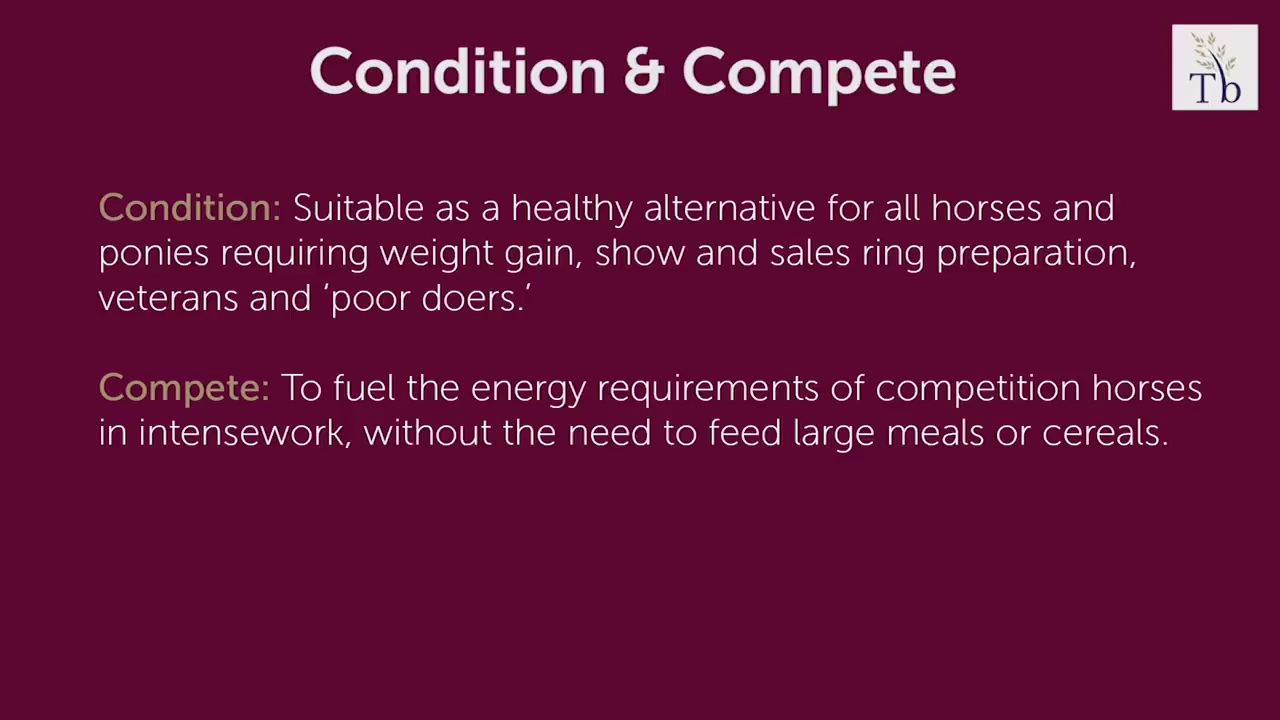 Condition & Compete
Tb
Condition: Suitable as a healthy alternative for all horses and
ponies requiring weight gain, show and sales ring preparation,
veterans and ‘poor doers.’
Compete: To fuel the energy requirements of competition horses
in intensework, without the need to feed large meals or cereals.